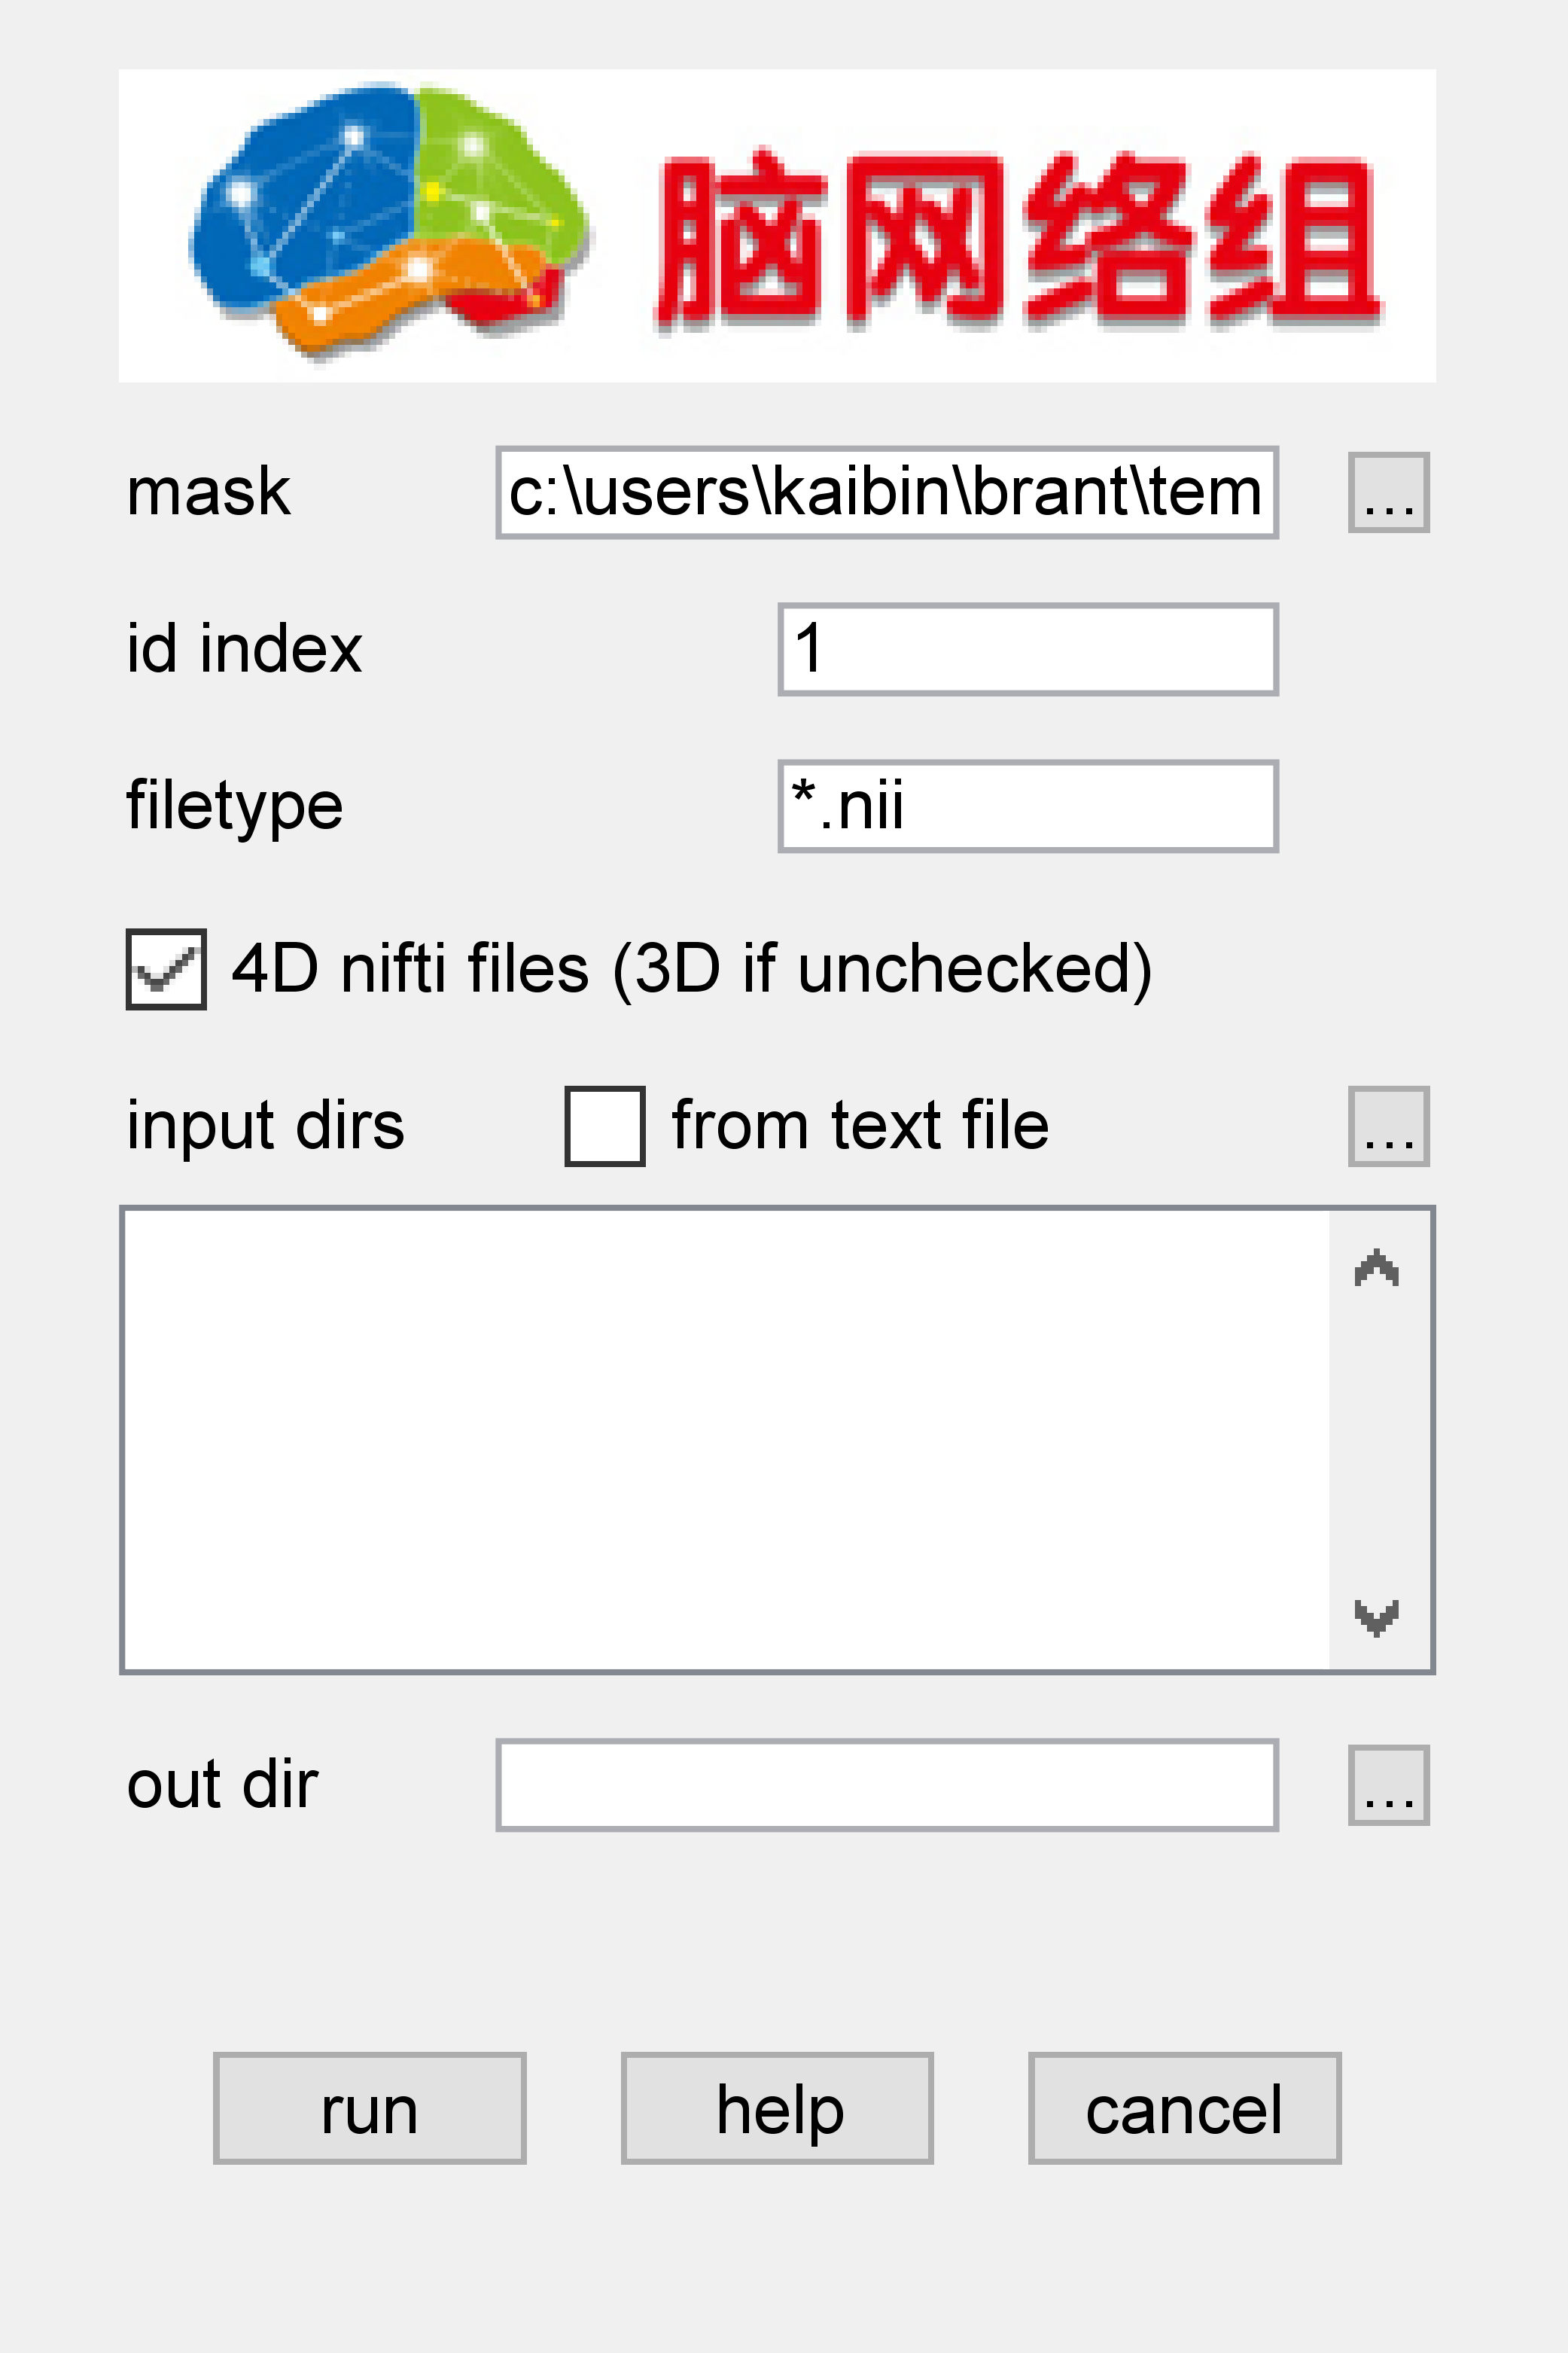 脑网络组
mask c:\users\kaibin\brant\tem ...
id index 1
filetype *.nii
4D nifti files (3D if unchecked)
input dirs from text file ...
out dir ...
run help cancel